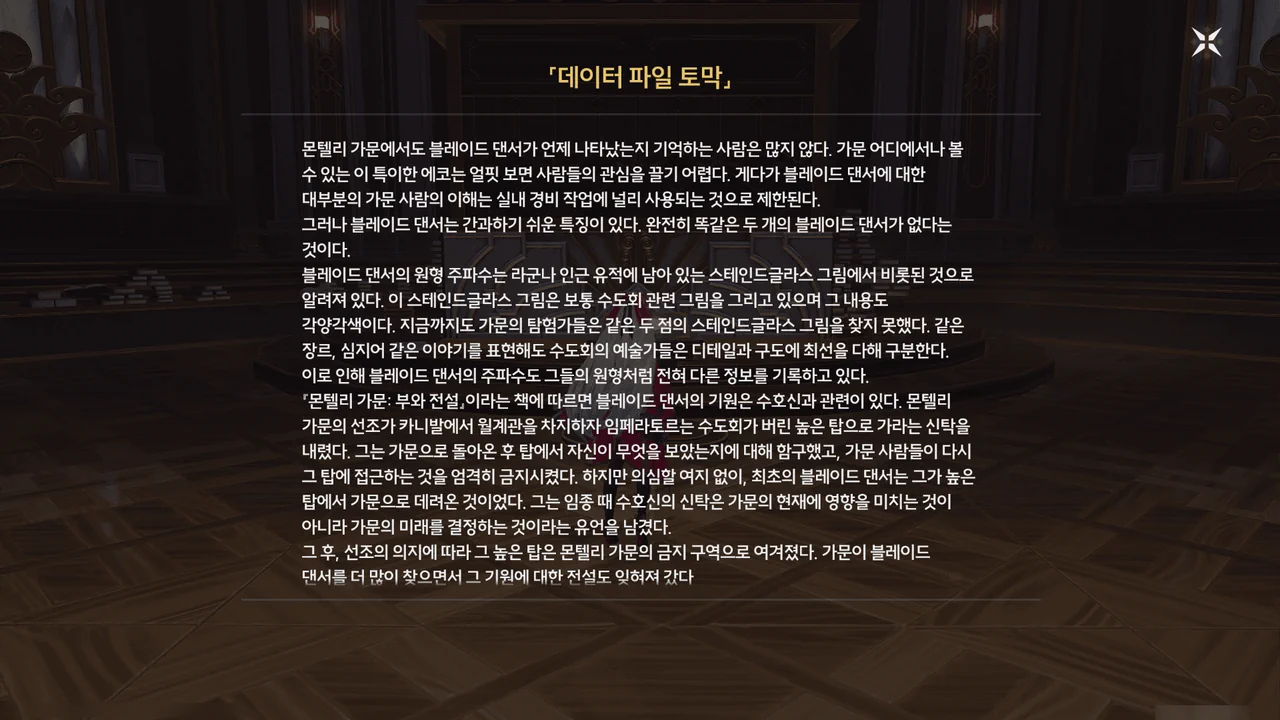 「데이터 파일 토막」
몬텔리 가문에서도 블레이드 댄서가 언제 나타났는지 기억하는 사람은 많지 않다. 가문 어디에서나 볼
수 있는 이 특이한 에코는 얼핏 보면 사람들의 관심을 끌기 어렵다. 게다가 블레이드 댄서에 대한
대부분의 가문 사람의 이해는 실내 경비 작업에 널리 사용되는 것으로 제한된다.
그러나 블레이드 댄서는 간과하기 쉬운 특징이 있다. 완전히 똑같은 두 개의 블레이드 댄서가 없다는
것이다.
블레이드 댄서의 원형 주파수는 라군나 인근 유적에 남아 있는 스테인드글라스 그림에서 비롯된 것으로
알려져 있다. 이 스테인드글라스 그림은 보통 수도회 관련 그림을 그리고 있으며 그 내용도
각양각색이다. 지금까지도 가문의 탐험가들은 같은 두 점의 스테인드글라스 그림을 찾지 못했다. 같은
장르, 심지어 같은 이야기를 표현해도 수도회의 예술가들은 디테일과 구도에 최선을 다해 구분한다.
이로 인해 블레이드 댄서의 주파수도 그들의 원형처럼 전혀 다른 정보를 기록하고 있다.
『몬텔리 가문: 부와 전설』이라는 책에 따르면 블레이드 댄서의 기원은 수호신과 관련이 있다. 몬텔리
가문의 선조가 카니발에서 월계관을 차지하자 임페라토르는 수도회가 버린 높은 탑으로 가라는 신탁을
내렸다. 그는 가문으로 돌아온 후 탑에서 자신이 무엇을 보았는지에 대해 함구했고, 가문 사람들이 다시
그 탑에 접근하는 것을 엄격히 금지시켰다. 하지만 의심할 여지 없이, 최초의 블레이드 댄서는 그가 높은
탑에서 가문으로 데려온 것이었다. 그는 임종 때 수호신의 신탁은 가문의 현재에 영향을 미치는 것이
아니라 가문의 미래를 결정하는 것이라는 유언을 남겼다.
그 후, 선조의 의지에 따라 그 높은 탑은 몬텔리 가문의 금지 구역으로 여겨졌다. 가문이 블레이드
댄서를 더 많이 찾으면서 그 기원에 대한 전설도 잊혀져 갔다